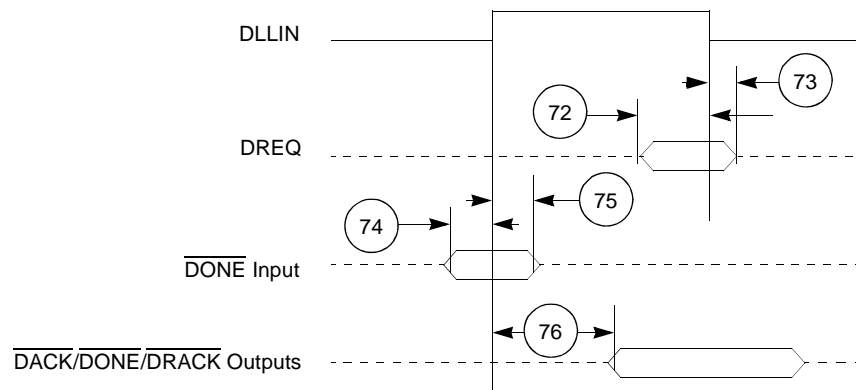 DLLIN
73
72
DREQ
75
74
DONE Input
76
DACK/DONE/DRACK Outputs